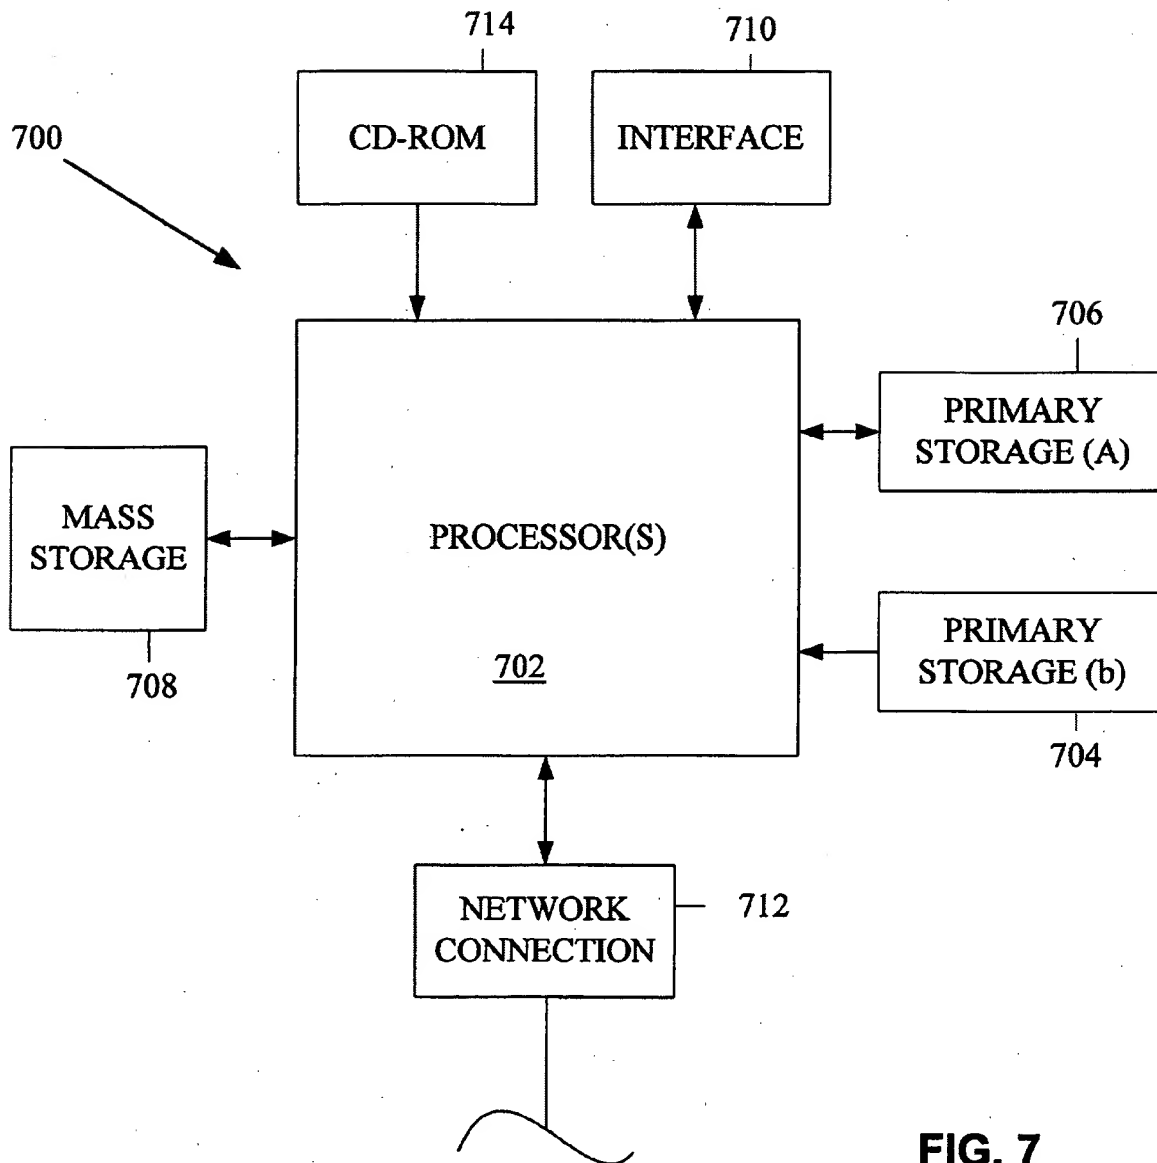 714
710
700
CD-ROM
INTERFACE
706
PRIMARY
STORAGE (A)
MASS
STORAGE
PROCESSOR(S)
702
708
PRIMARY
STORAGE (b)
704
NETWORK
CONNECTION
712
FIG. 7